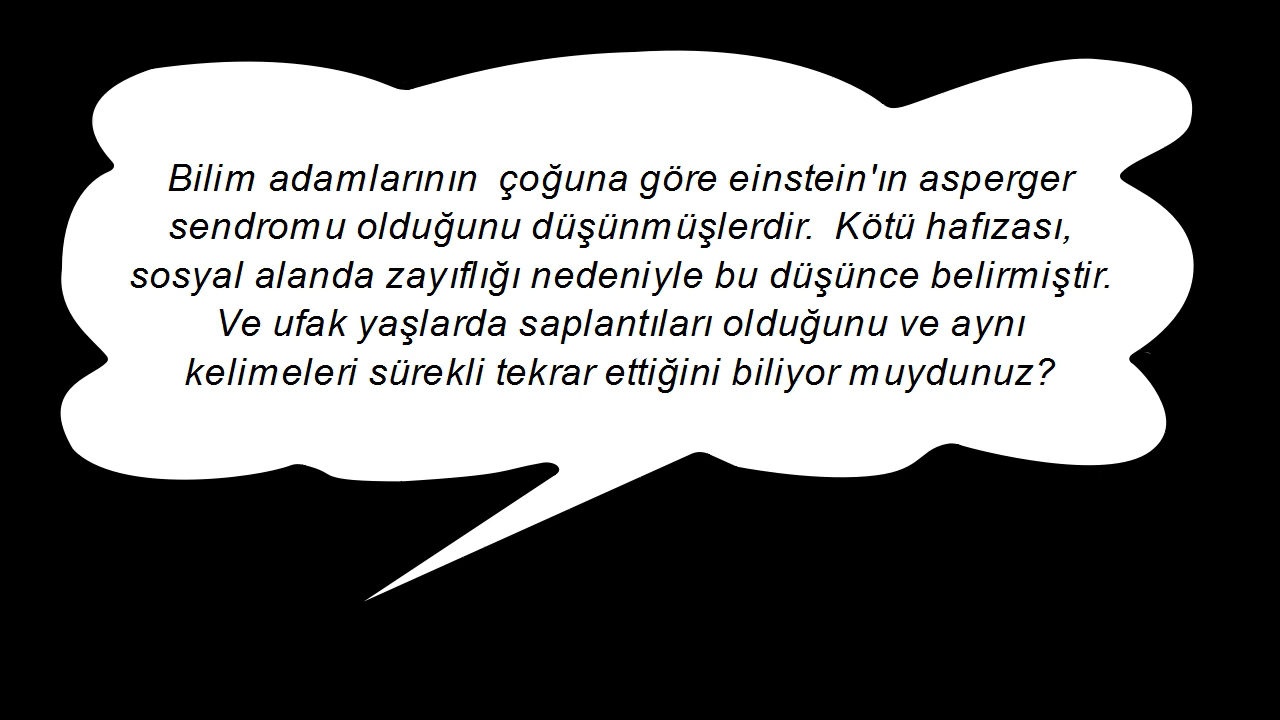 Bilim adamlarının  çoğuna göre einstein'ın asperger
sendromu olduğunu düşünmüşlerdir.  Kötü hafızası,
sosyal alanda zayıflığı nedeniyle bu düşünce belirmiştir.
Ve ufak yaşlarda saplantıları olduğunu ve aynı
kelimeleri sürekli tekrar ettiğini biliyor muydunuz?